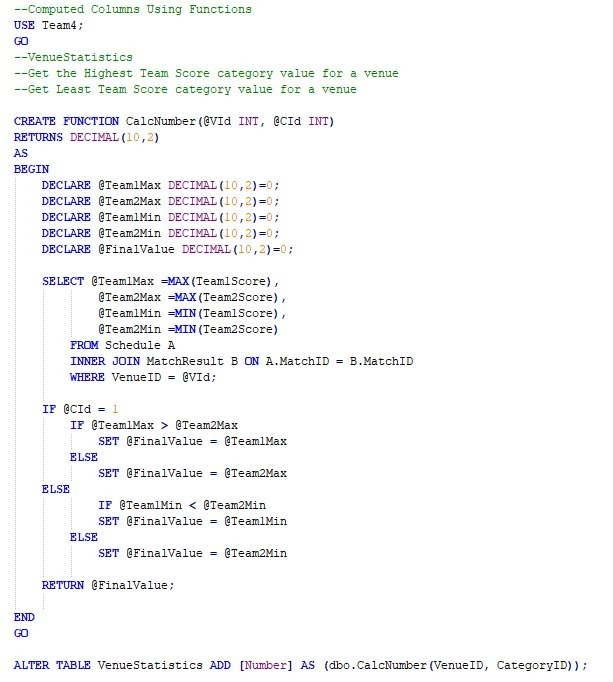 --Computed Columns Using Functions
USE Team4;
GO
--VenueStatistics
--Get the Highest Team Score category value for a venue
--Get Least Team Score category value for a venue

CREATE FUNCTION CalcNumber(@VId INT, @CId INT)
RETURNS DECIMAL(10,2)
AS
BEGIN
    DECLARE @Team1Max DECIMAL(10,2)=0;
    DECLARE @Team2Max DECIMAL(10,2)=0;
    DECLARE @Team1Min DECIMAL(10,2)=0;
    DECLARE @Team2Min DECIMAL(10,2)=0;
    DECLARE @FinalValue DECIMAL(10,2)=0;

    SELECT @Team1Max =MAX(Team1Score),
            @Team2Max =MAX(Team2Score),
            @Team1Min =MIN(Team1Score),
            @Team2Min =MIN(Team2Score)
        FROM Schedule A
        INNER JOIN MatchResult B ON A.MatchID = B.MatchID
        WHERE VenueID = @VId;

    IF @CId = 1
        IF @Team1Max > @Team2Max
            SET @FinalValue = @Team1Max
        ELSE
            SET @FinalValue = @Team2Max
    ELSE
            IF @Team1Min < @Team2Min
            SET @FinalValue = @Team1Min
        ELSE
            SET @FinalValue = @Team2Min

    RETURN @FinalValue;

END
GO

ALTER TABLE VenueStatistics ADD [Number] AS (dbo.CalcNumber(VenueID, CategoryID));